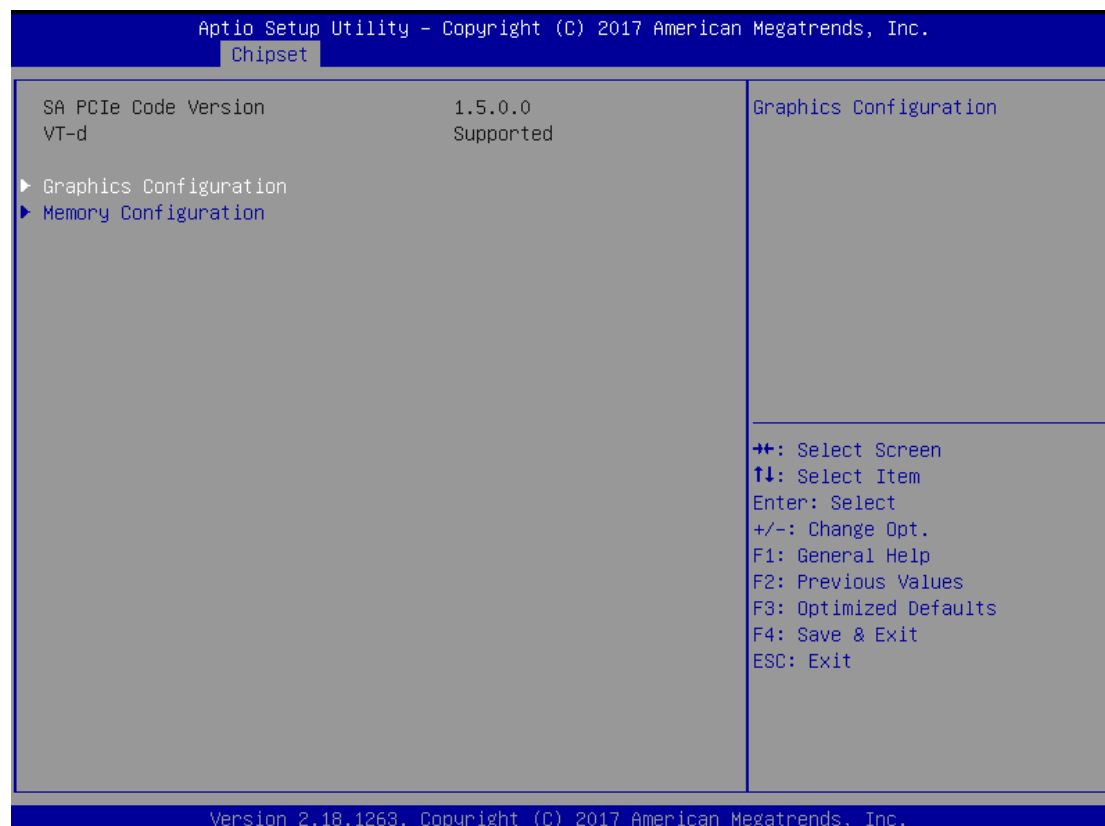 Aptio Setup Utility – Copyright (C) 2017 American Megatrends, Inc.
Chipset
SA PCIe Code Version 1.5.0.0
VT-d Supported
Graphics Configuration
Memory Configuration
Graphics Configuration
→←: Select Screen
↑↓: Select Item
Enter: Select
+/-: Change Opt.
F1: General Help
F2: Previous Values
F3: Optimized Defaults
F4: Save & Exit
ESC: Exit
Version 2.18.1263. Copyright (C) 2017 American Megatrends, Inc.